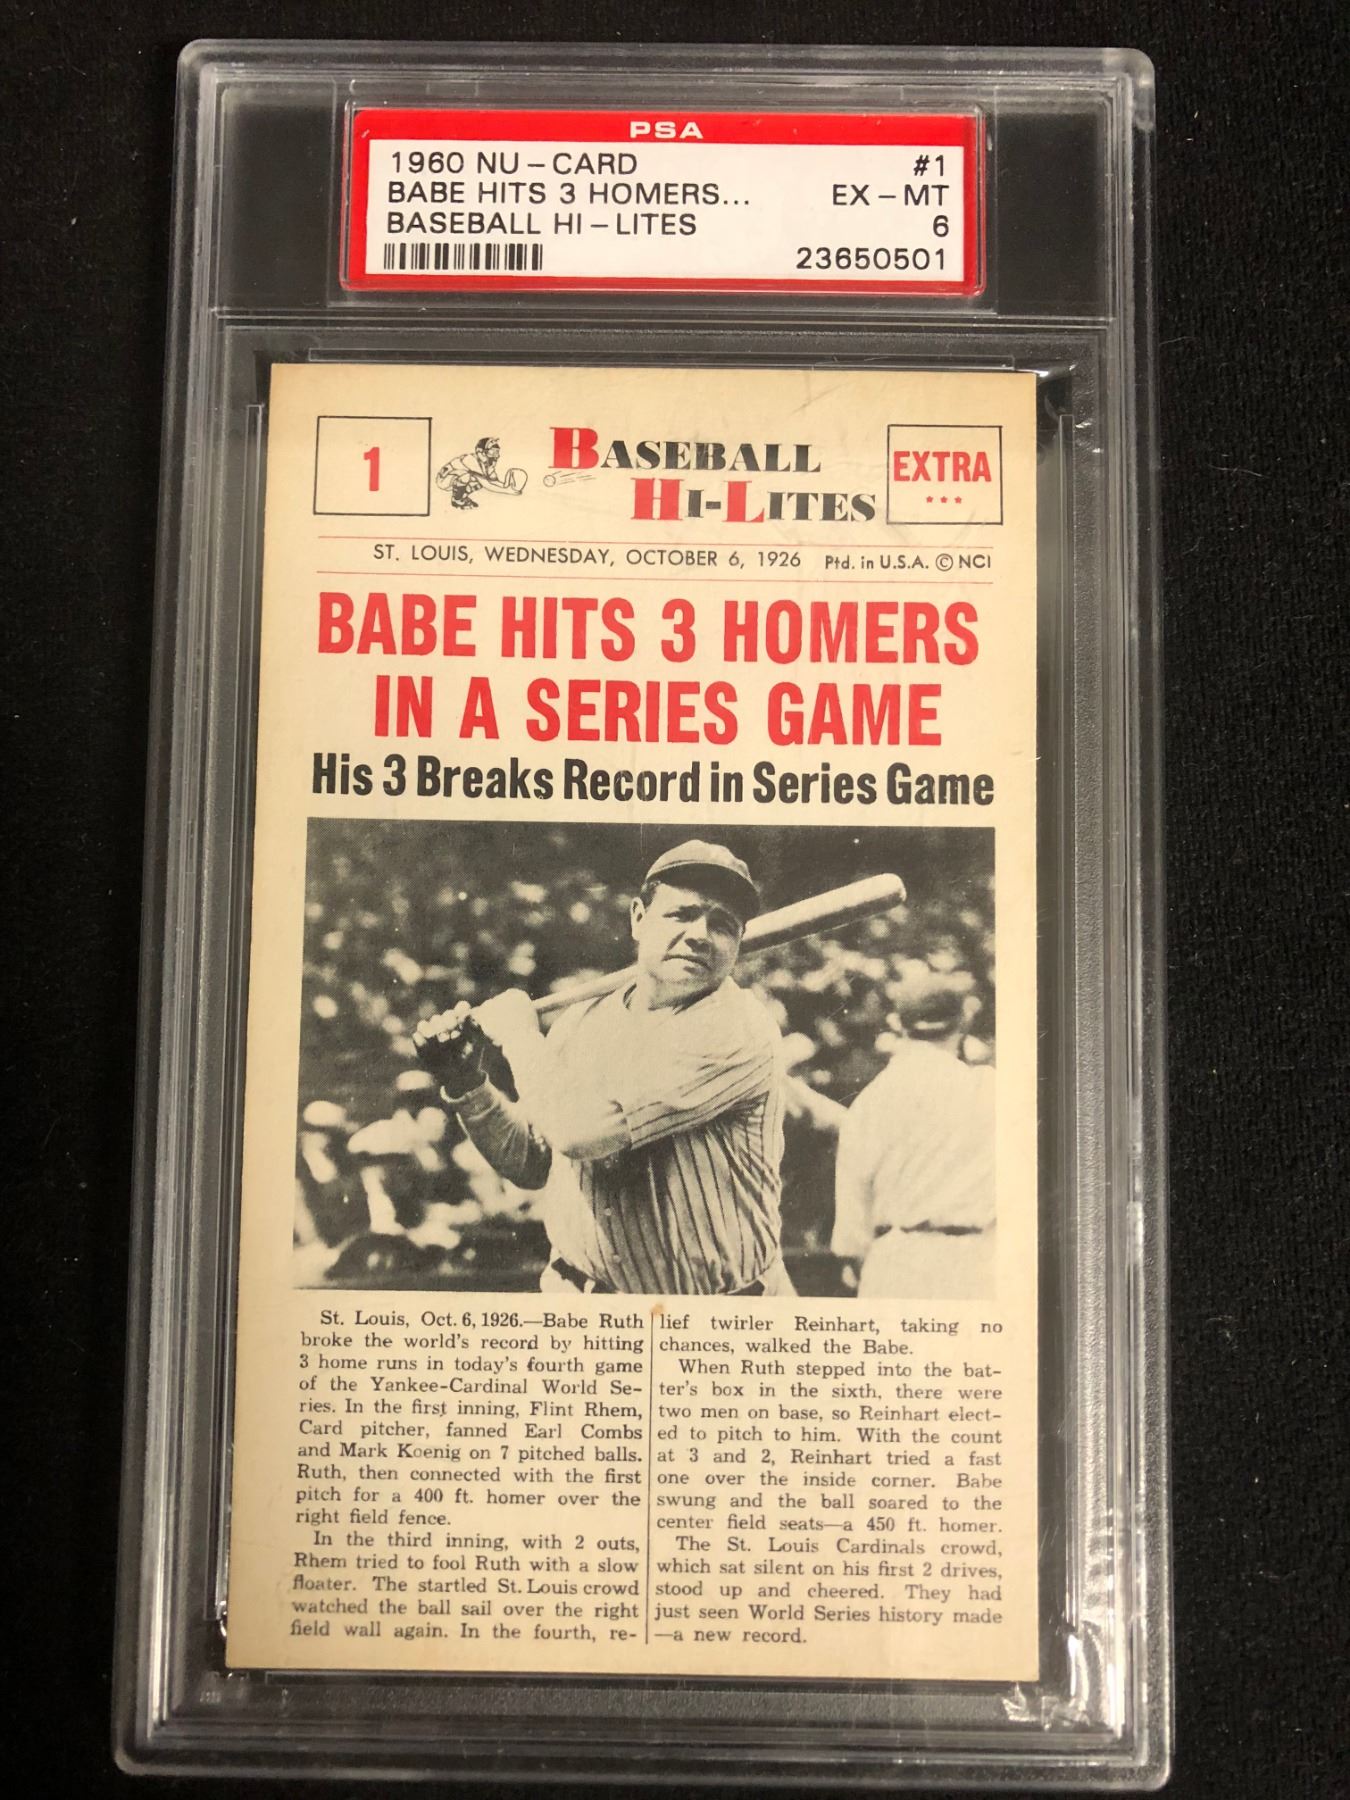 PSA
1960 NU-CARD #1
BABE HITS 3 HOMERS... EX-MT
BASEBALL HI-LITES 6
23650501
1
BASEBALL
HI-LITES
EXTRA
***
ST. LOUIS, WEDNESDAY, OCTOBER 6, 1926 Ptd. in U.S.A. © NCI
BABE HITS 3 HOMERS
IN A SERIES GAME
His 3 Breaks Record in Series Game
St. Louis, Oct. 6, 1926.—Babe Ruth
broke the world's record by hitting
3 home runs in today's fourth game
of the Yankee-Cardinal World Se-
ries. In the first inning, Flint Rhem,
Card pitcher, fanned Earl Combs
and Mark Koenig on 7 pitched balls.
Ruth, then connected with the first
pitch for a 400 ft. homer over the
right field fence.
In the third inning, with 2 outs,
Rhem tried to fool Ruth with a slow
floater. The startled St. Louis crowd
watched the ball sail over the right
field wall again. In the fourth, re-
lief twirler Reinhart, taking no
chances, walked the Babe.
When Ruth stepped into the bat-
ter's box in the sixth, there were
two men on base, so Reinhart elect-
ed to pitch to him. With the count
at 3 and 2, Reinhart tried a fast
one over the inside corner. Babe
swung and the ball soared to the
center field seats—a 450 ft. homer.
The St. Louis Cardinals crowd,
which sat silent on his first 2 drives,
stood up and cheered. They had
just seen World Series history made
—a new record.